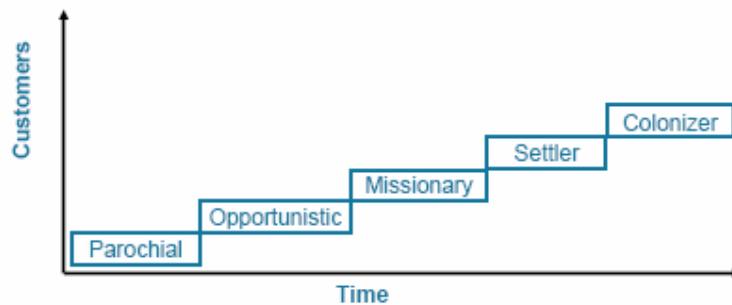 Customers
Colonizer
Settler
Missionary
Opportunistic
Parochial
Time